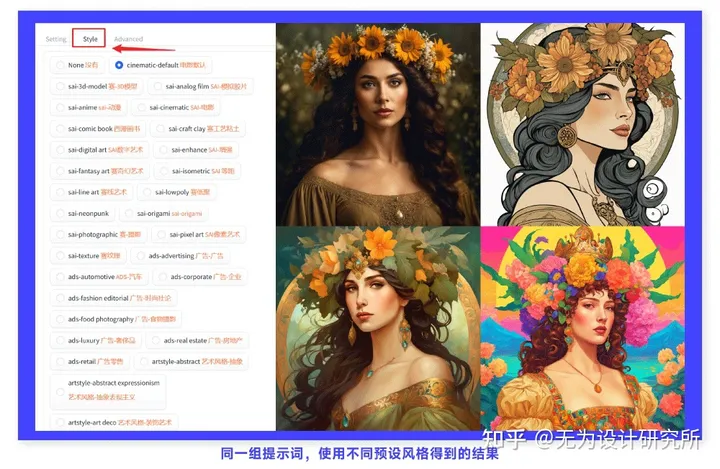 Setting Style Advanced
None 没有 cinematic-default 电影默认
sai-3d-model 赛-3D模型 sai-analog film SAI-模拟胶片
sai-anime sai-动漫 sai-cinematic SAI-电影
sai-comic book 西漫画书 sai-craft clay 赛工艺粘土
sai-digital art SAI数字艺术 sai-enhance SAI-增强
sai-fantasy art 赛奇幻艺术 sai-isometric SAI 等距
sai-line art 赛线艺术 sai-lowpoly
sai-neonpunk sai-origami sai-origami
sai-photographic sai-pixel art SAI像素艺术
sai-texture 赛纹理 ads-advertising 广告-广告
ads-automotive ADS-汽车 ads-corporate 广告-企业
ads-fashion editorial 广告-时尚社论
ads-food photography 广告-食物摄影
ads-luxury 广告-奢侈品 ads-real estate 广告-房地产
ads-retail 广告零售 artstyle-abstract 艺术风格-抽象
artstyle-abstract expressionism
艺术风格-抽象表现主义
artstyle-art deco 艺术风格-装饰艺术
知乎 @无为设计研究所
同一组提示词，使用不同预设风格得到的结果